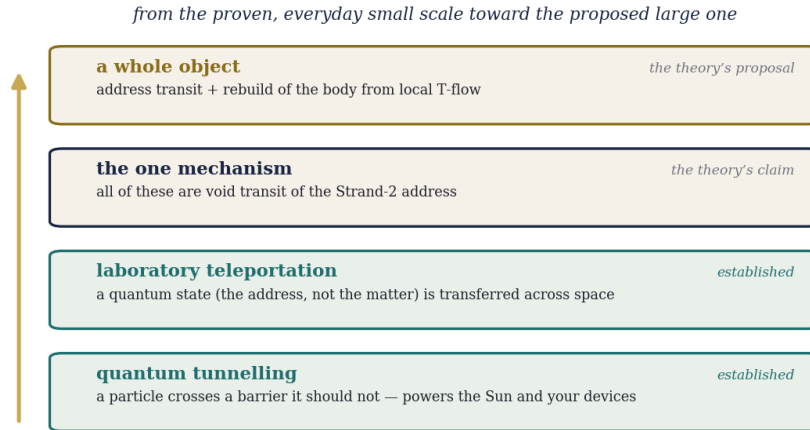 from the proven, everyday small scale toward the proposed large one
a whole object
the theory’s proposal
address transit + rebuild of the body from local T-flow
the one mechanism
the theory’s claim
all of these are void transit of the Strand-2 address
laboratory teleportation
established
a quantum state (the address, not the matter) is transferred across space
quantum tunnelling
established
a particle crosses a barrier it should not — powers the Sun and your devices